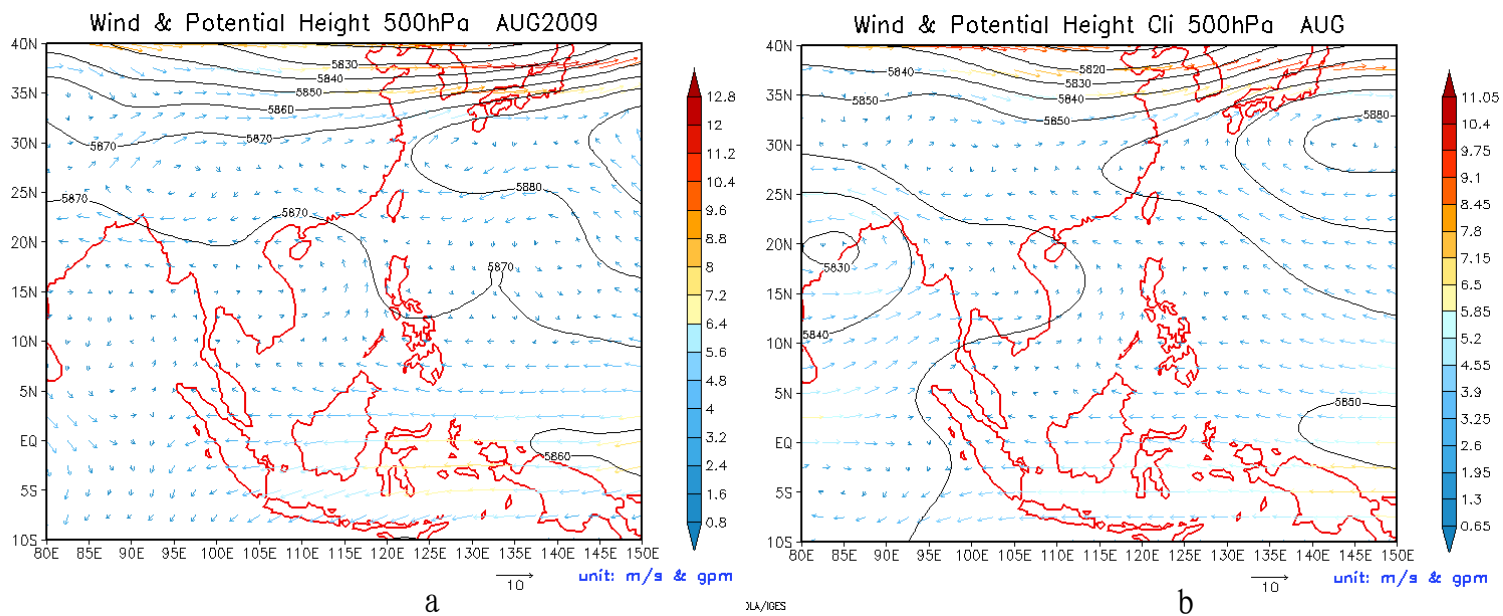 Wind & Potential Height 500hPa AUG2009
40N
35N
30N
25N
20N
15N
10N
5N
EQ
5S
10S
80E
85E
90E
95E
100E
105E
110E
115E
120E
125E
130E
135E
140E
145E
150E
5830
5840
5850
5860
5870
5870
5880
5870
5870
5870
5860
12.8
12
11.2
10.4
9.6
8.8
8
7.2
6.4
5.6
4.8
4
3.2
2.4
1.6
0.8
10
unit: m/s & gpm
a
Wind & Potential Height Cli 500hPa AUG
40N
35N
30N
25N
20N
15N
10N
5N
EQ
5S
10S
80E
85E
90E
95E
100E
105E
110E
115E
120E
125E
130E
135E
140E
145E
150E
5840
5850
5820
5830
5840
5850
5880
5830
5840
5850
11.05
10.4
9.75
9.1
8.45
7.8
7.15
6.5
5.85
5.2
4.55
3.9
3.25
2.6
1.95
1.3
0.65
10
unit: m/s & gpm
b